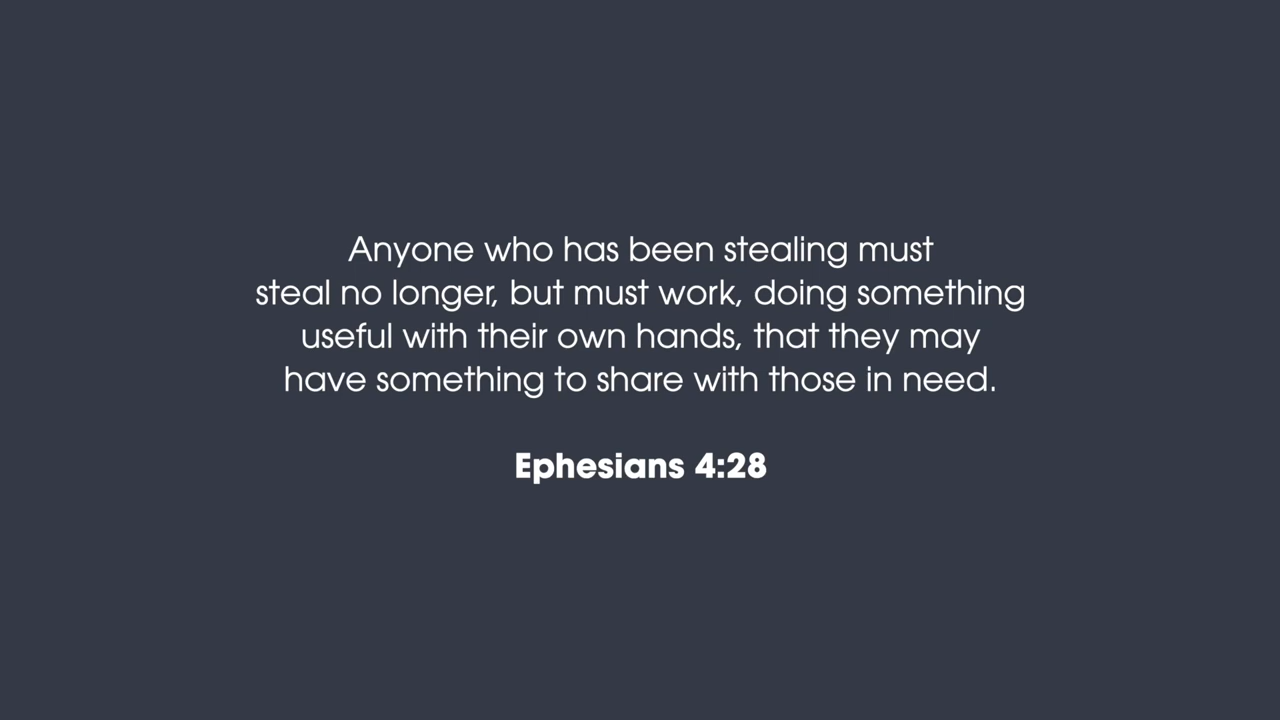 Anyone who has been stealing must
steal no longer, but must work, doing something
useful with their own hands, that they may
have something to share with those in need.
Ephesians 4:28